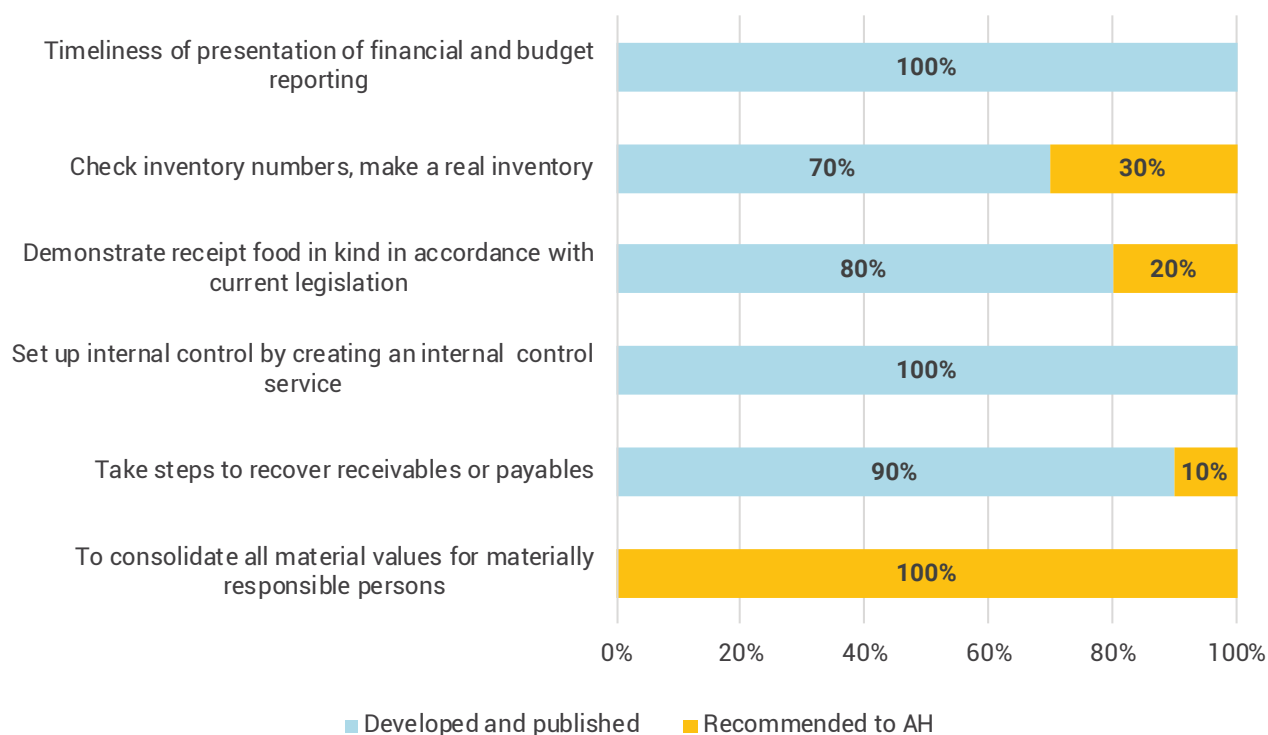 Timeliness of presentation of financial and budget
reporting
100%
Check inventory numbers, make a real inventory
70%
30%
Demonstrate receipt food in kind in accordance with
current legislation
80%
20%
Set up internal control by creating an internal control
service
100%
Take steps to recover receivables or payables
90%
10%
To consolidate all material values for materially
responsible persons
100%
0% 20% 40% 60% 80% 100%
Developed and published Recommended to AH